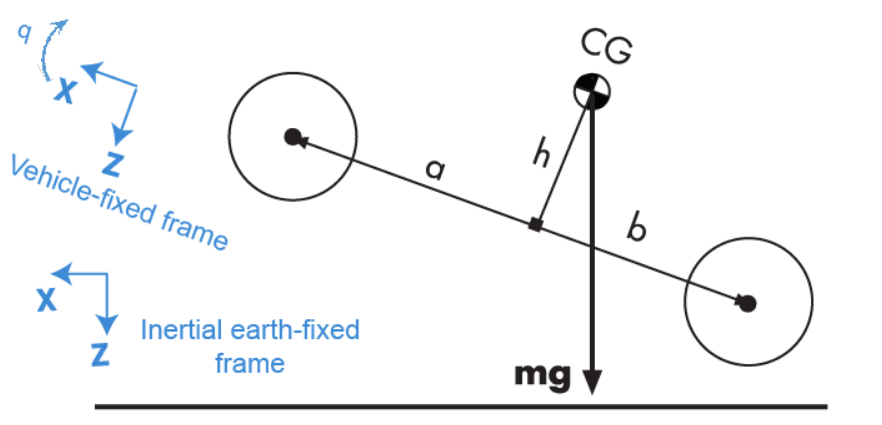 q
CG
x
z
h
a
Vehicle-fixed frame
b
x
z
Inertial earth-fixed
frame
mg